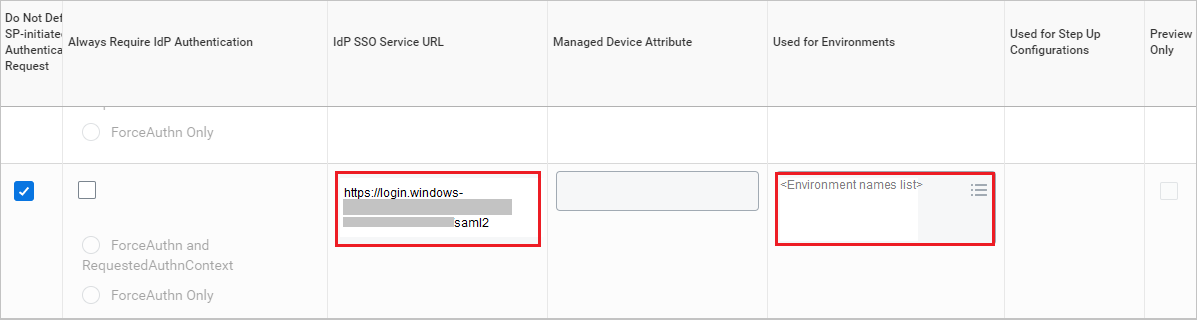 Do Not Def
SP-initiated
Authentica
Request
Always Require IdP Authentication
IdP SSO Service URL
Managed Device Attribute
Used for Environments
Used for Step Up
Configurations
Preview
Only
ForceAuthn Only
https://login.windows-
saml2
<Environment names list>
ForceAuthn and
RequestedAuthnContext
ForceAuthn Only